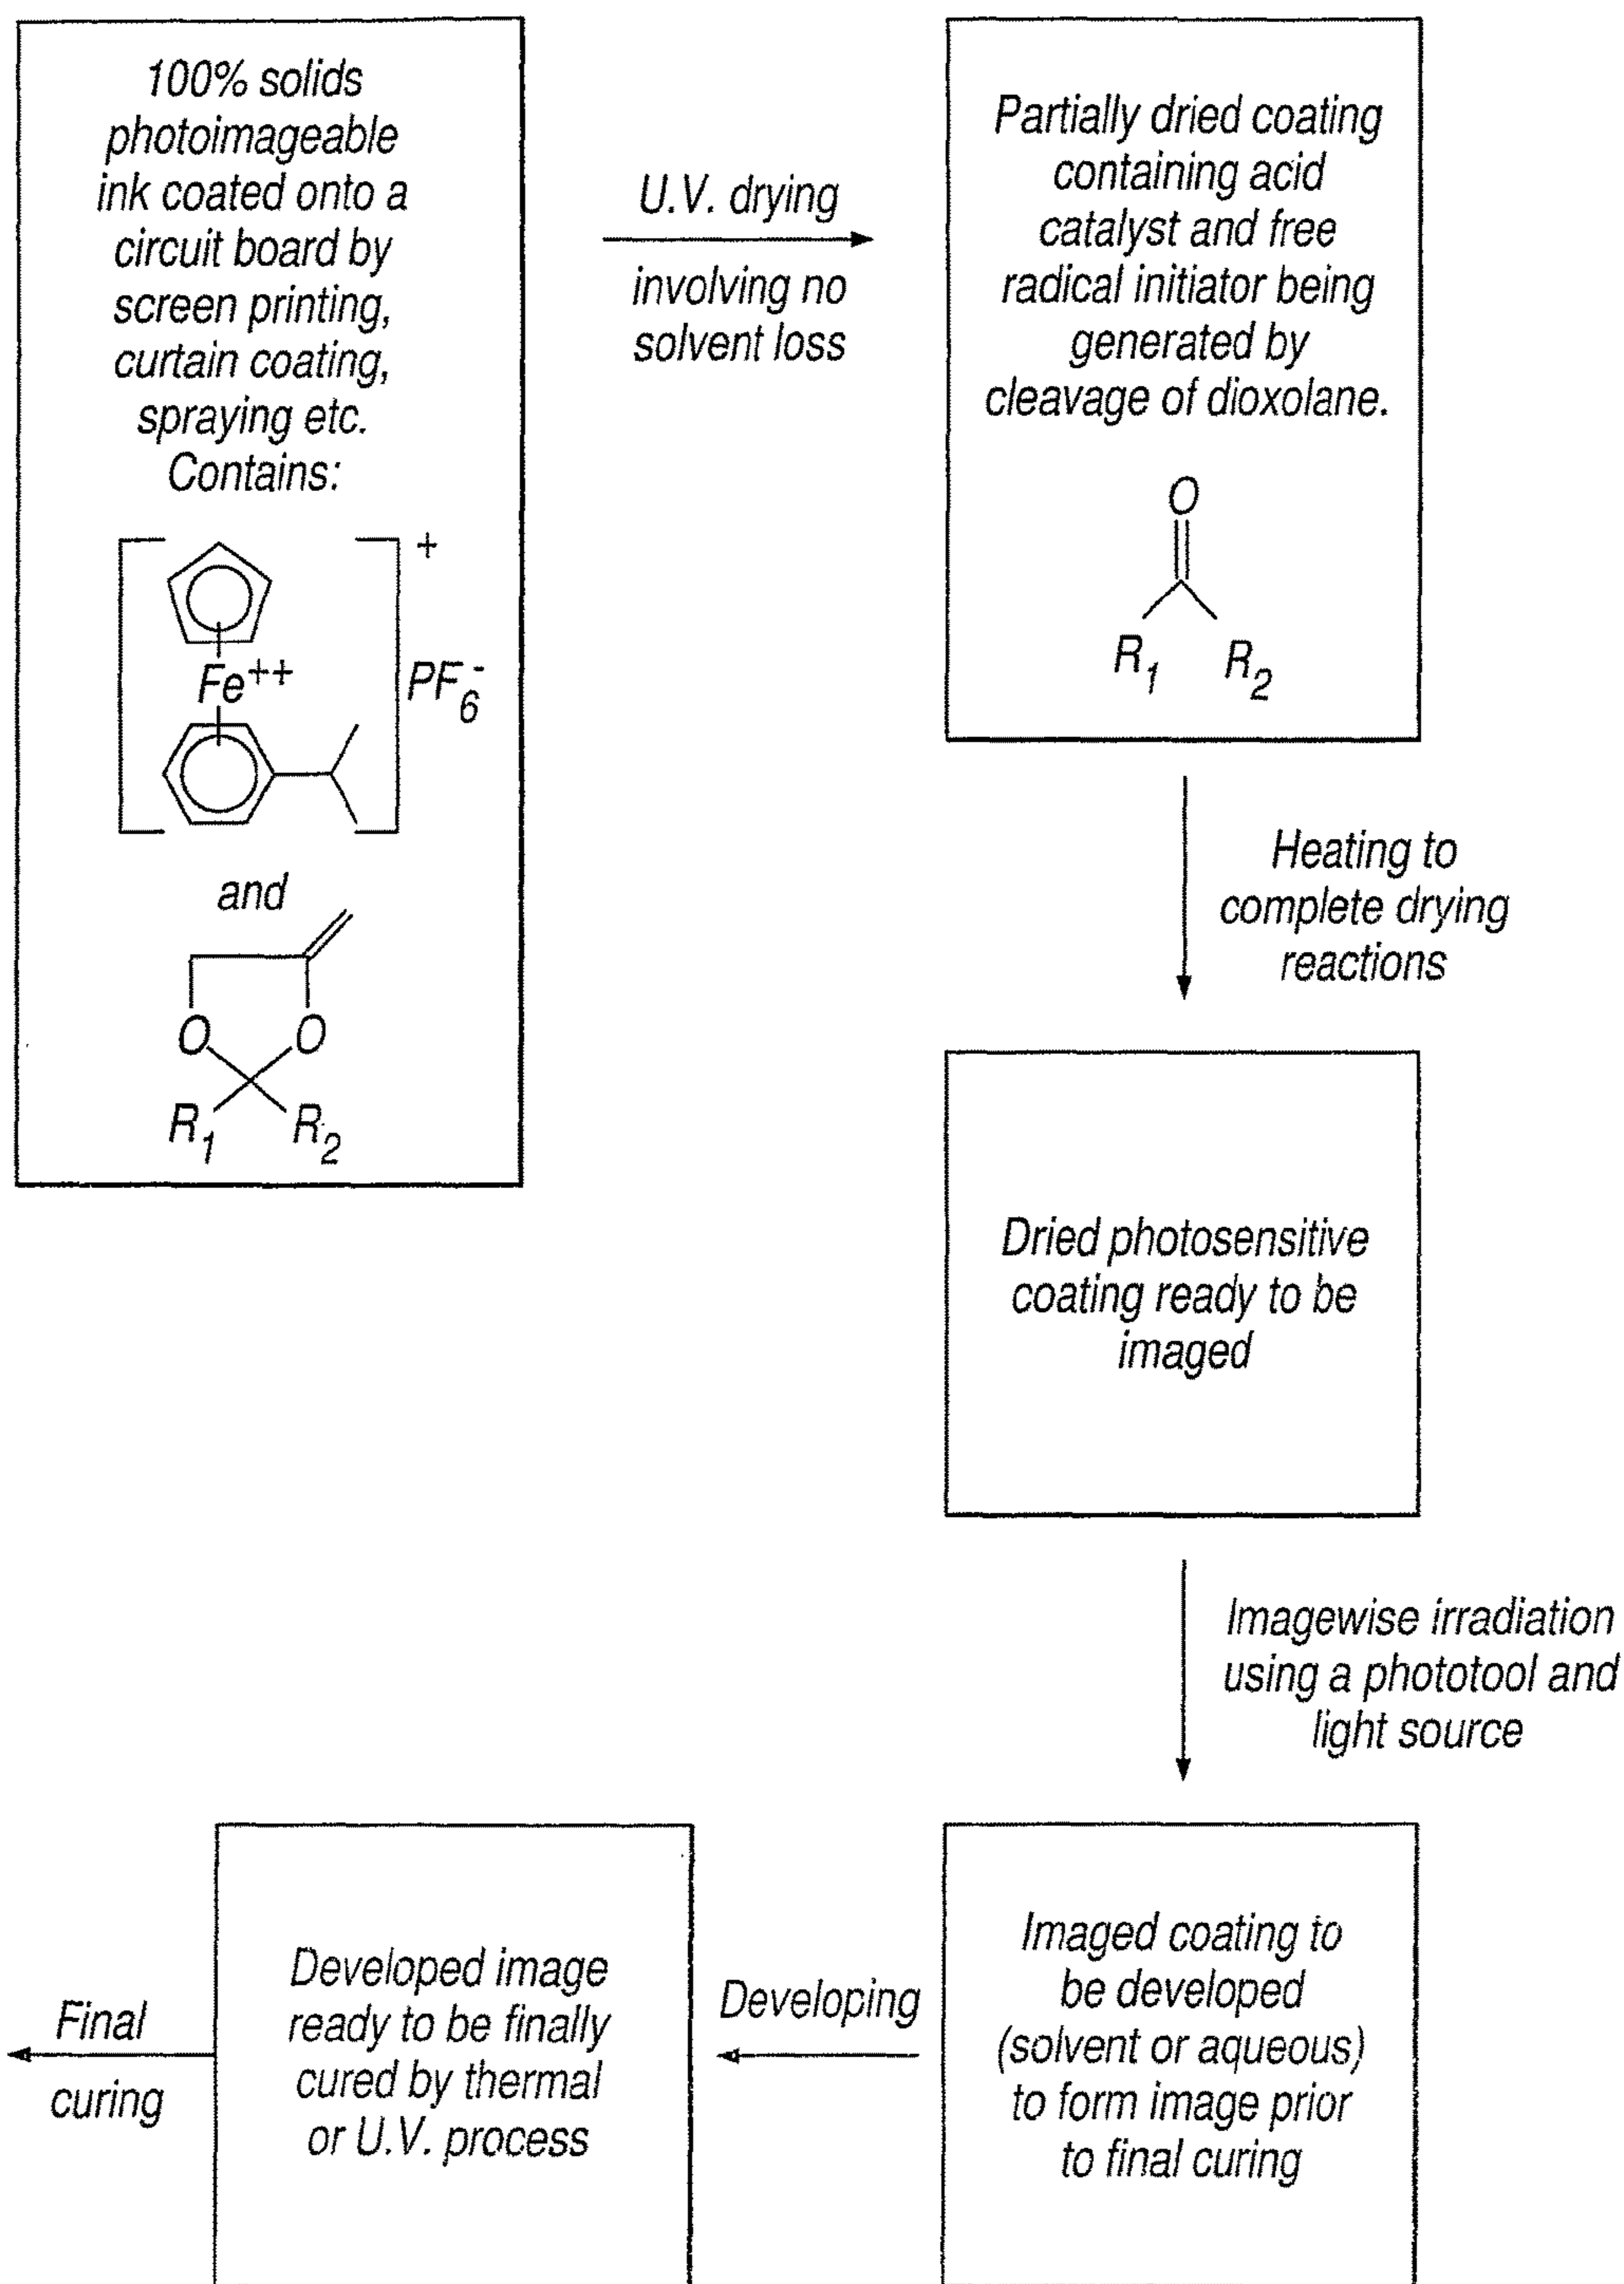 100% solids
photoimageable
ink coated onto a
circuit board by
screen printing,
curtain coating,
spraying etc.
Contains:
+
Fe++
PF6-
and
O O
R1 R2
U.V. drying
involving no
solvent loss
Partially dried coating
containing acid
catalyst and free
radical initiator being
generated by
cleavage of dioxolane.
O
R1 R2
Heating to
complete drying
reactions
Dried photosensitive
coating ready to be
imaged
Imagewise irradiation
using a phototool and
light source
Imaged coating to
be developed
(solvent or aqueous)
to form image prior
to final curing
Developing
Developed image
ready to be finally
cured by thermal
or U.V. process
Final
curing